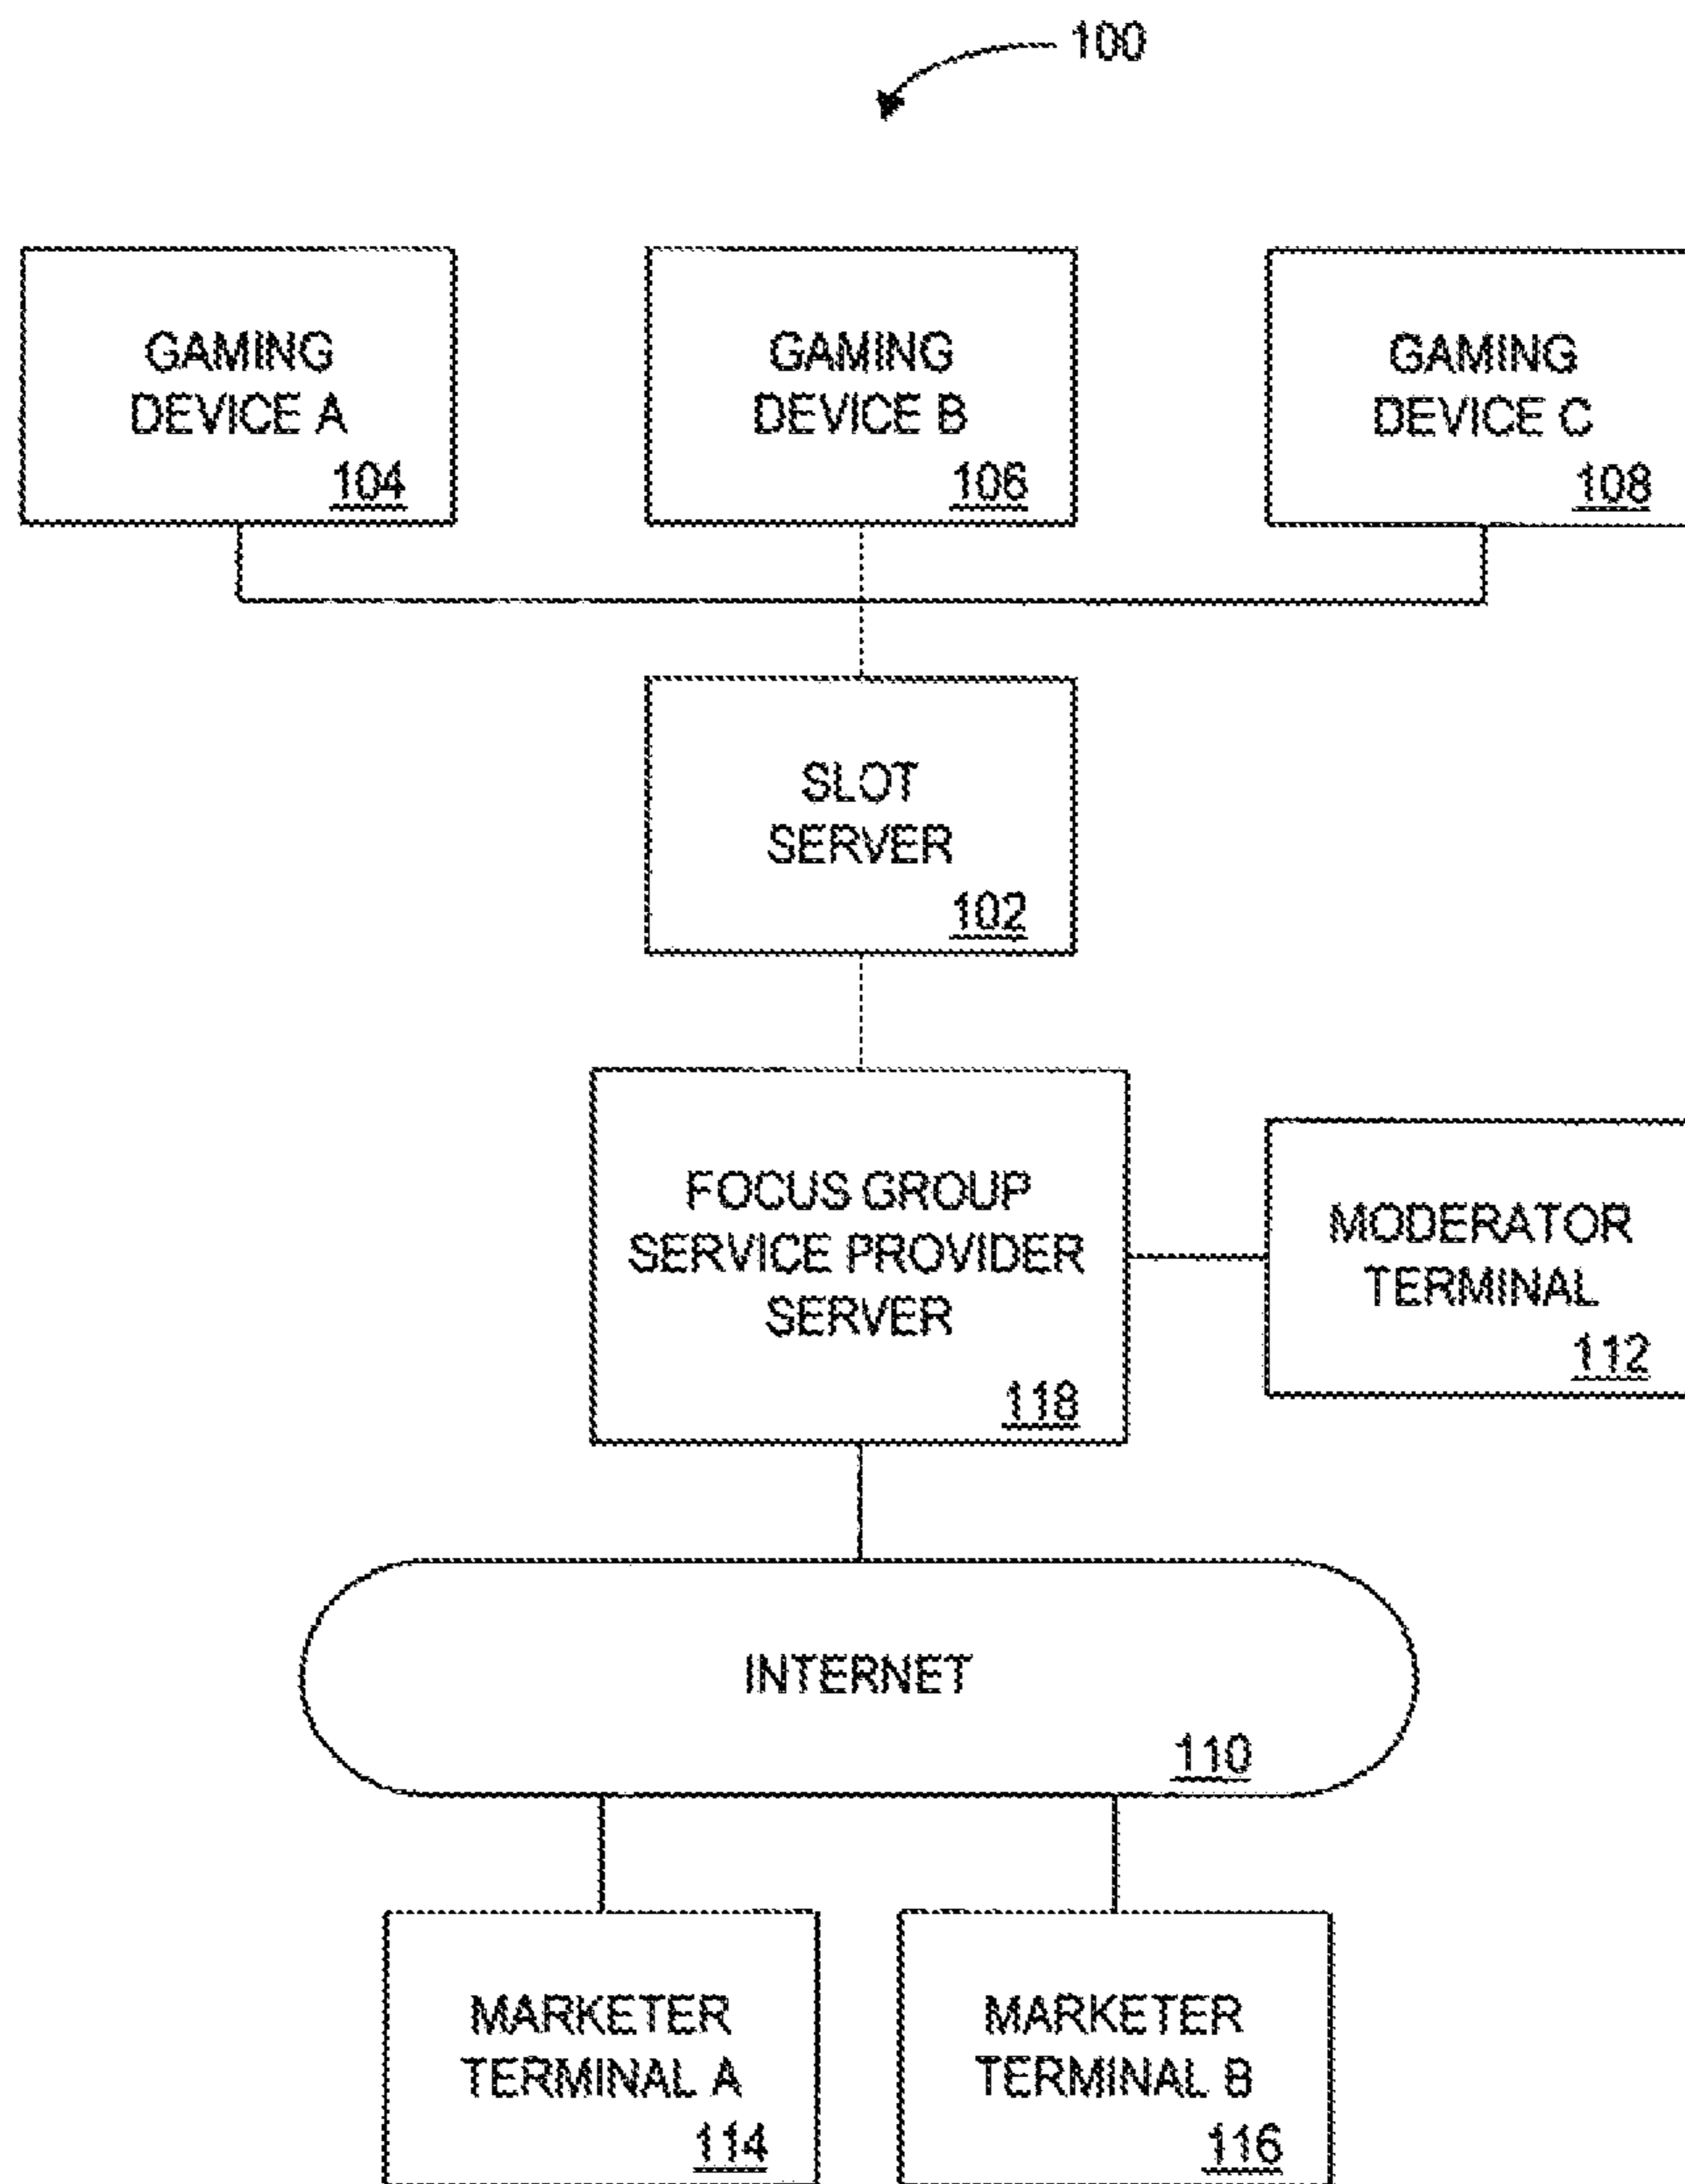 100
GAMING
DEVICE A
104
GAMING
DEVICE B
106
GAMING
DEVICE C
108
SLOT
SERVER
102
FOCUS GROUP
SERVICE PROVIDER
SERVER
118
MODERATOR
TERMINAL
112
INTERNET
110
MARKETER
TERMINAL A
114
MARKETER
TERMINAL B
116